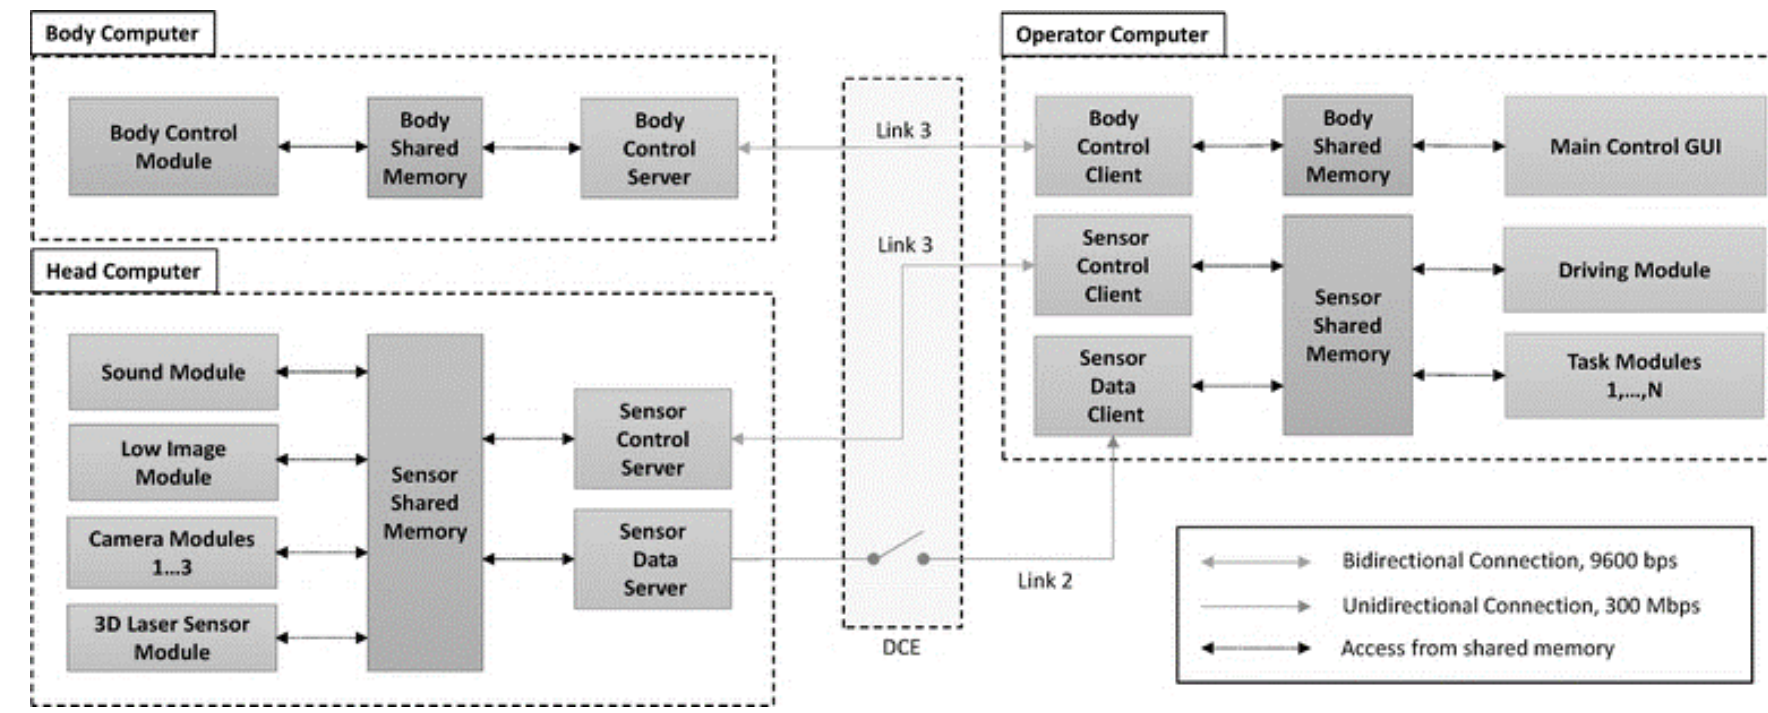 Body Computer
Body Control
Module
Body
Shared
Memory
Body
Control
Server
Head Computer
Sound Module
Low Image
Module
Camera Modules
1...3
3D Laser Sensor
Module
Sensor
Shared
Memory
Sensor
Control
Server
Sensor
Data
Server
Link 3
Link 3
Link 2
DCE
Operator Computer
Body
Control
Client
Body
Shared
Memory
Main Control GUI
Sensor
Control
Client
Sensor
Data
Client
Sensor
Shared
Memory
Driving Module
Task Modules
1,...,N
Bidirectional Connection, 9600 bps
Unidirectional Connection, 300 Mbps
Access from shared memory